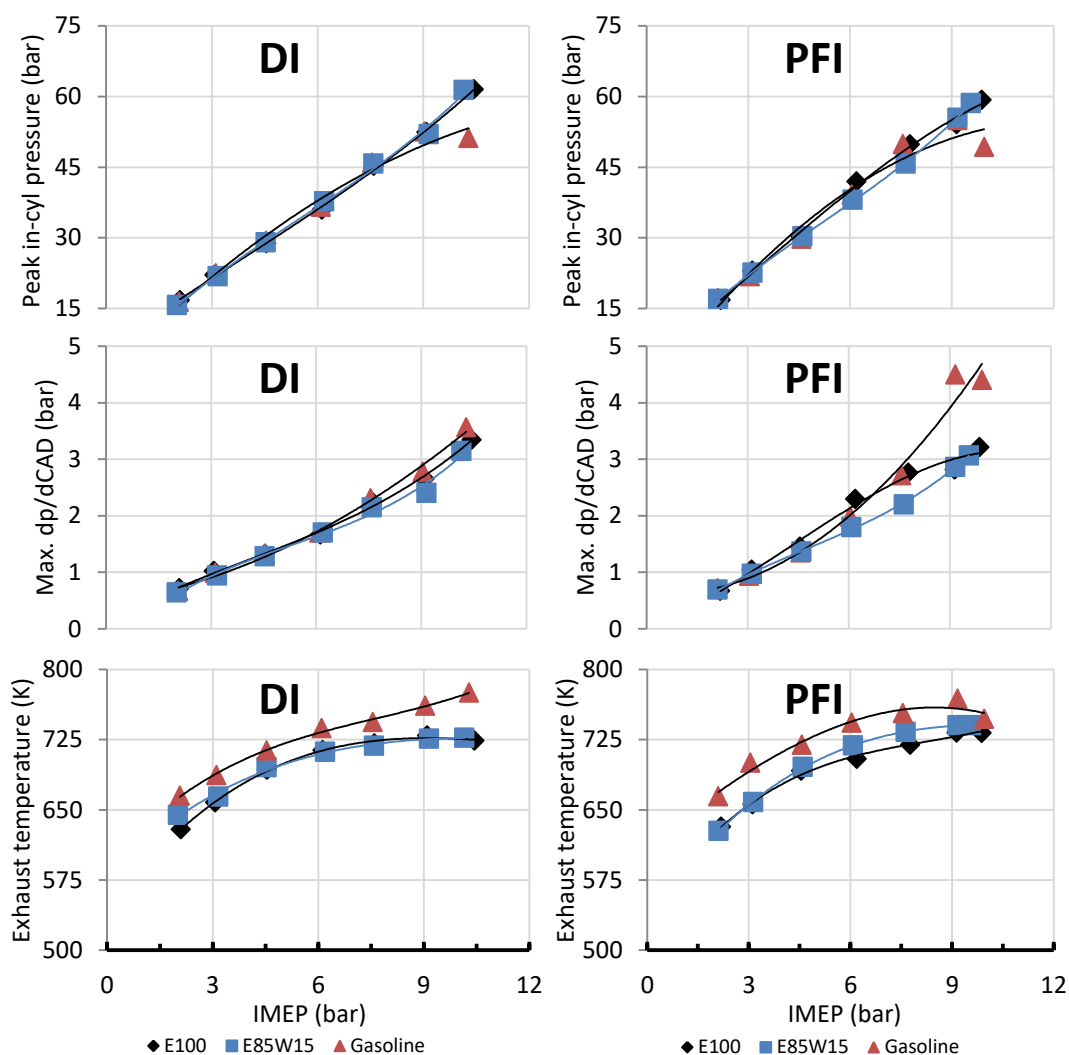 DI
PFI
Peak in-cyl pressure (bar)
75
60
45
30
15
Peak in-cyl pressure (bar)
75
60
45
30
15
DI
PFI
Max. dp/dCAD (bar)
5
4
3
2
1
0
Max. dp/dCAD (bar)
5
4
3
2
1
0
DI
PFI
Exhaust temperature (K)
800
725
650
575
500
Exhaust temperature (K)
800
725
650
575
500
0 3 6 9 12
0 3 6 9 12
IMEP (bar)
IMEP (bar)
E100 E85W15 Gasoline
E100 E85W15 Gasoline